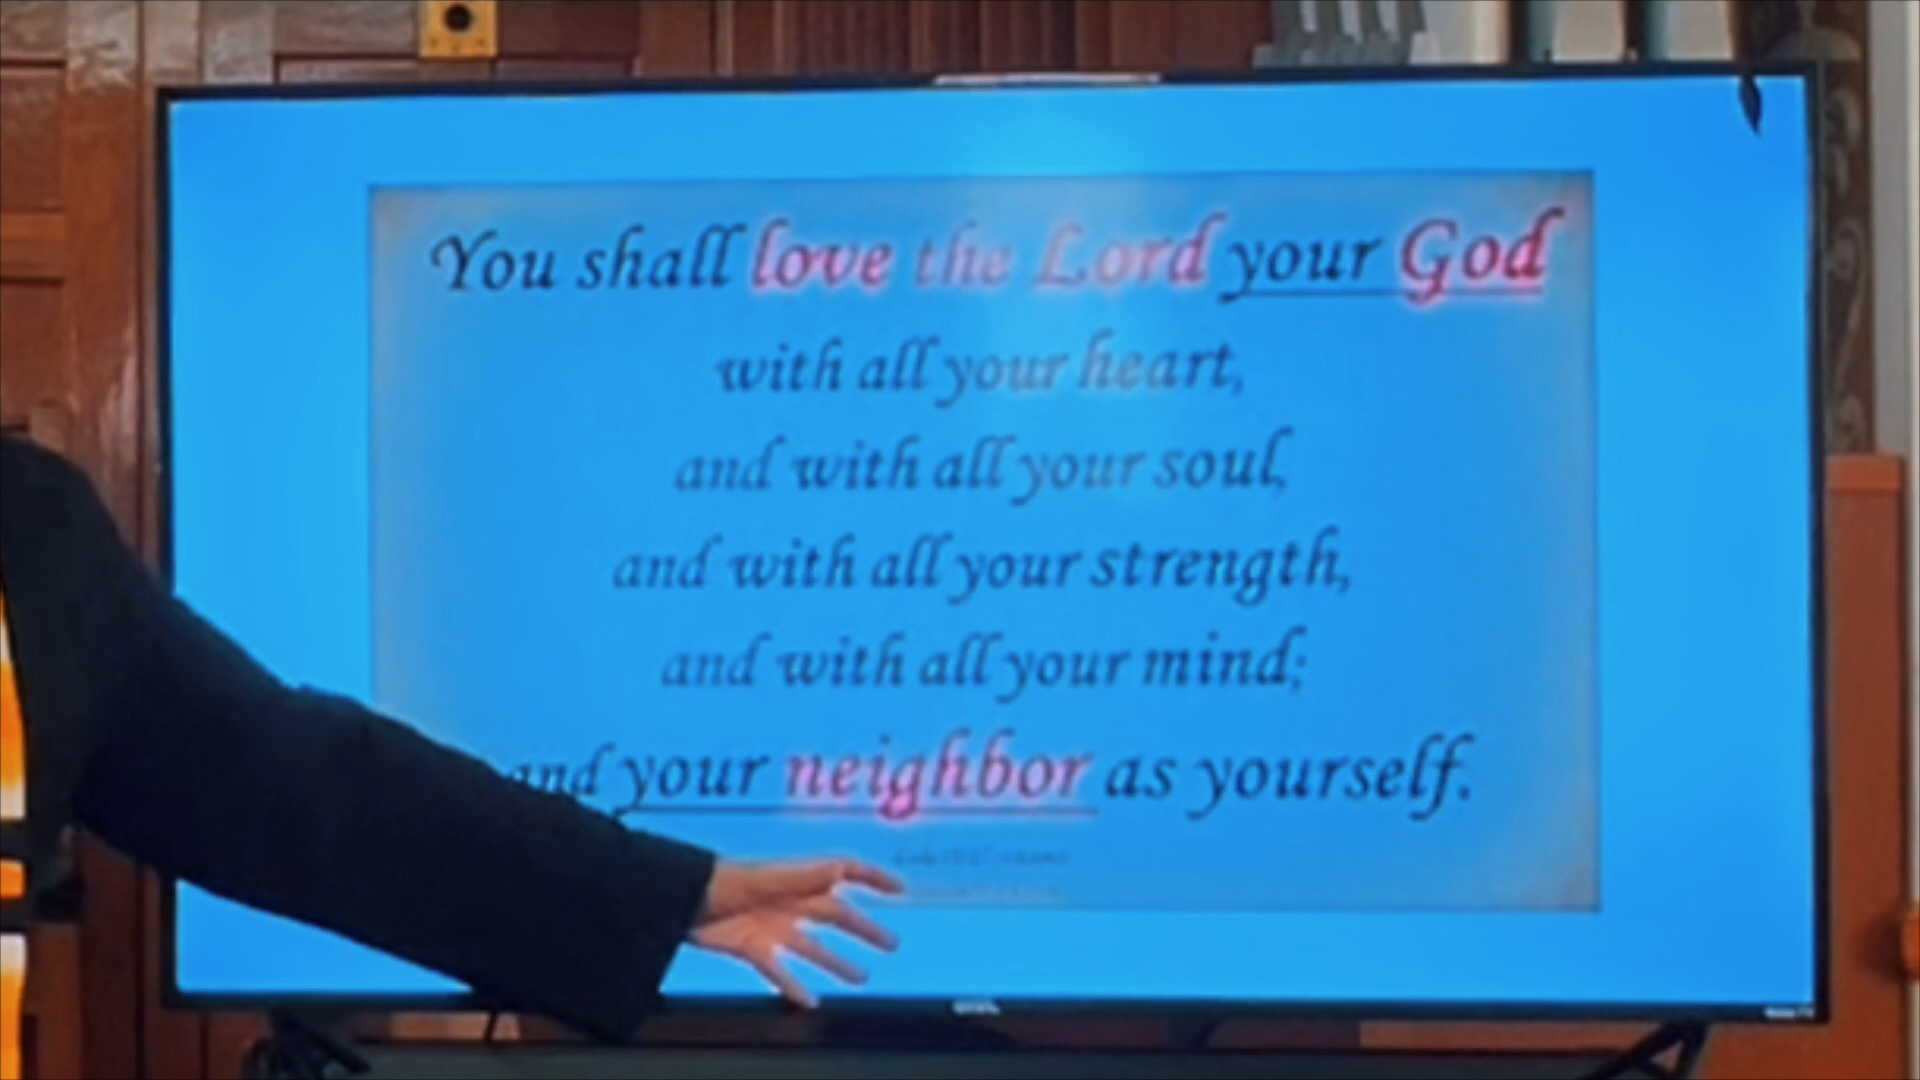 You shall love the Lord your God
with all your heart,
and with all your soul,
and with all your strength,
and with all your mind;
and your neighbor as yourself.